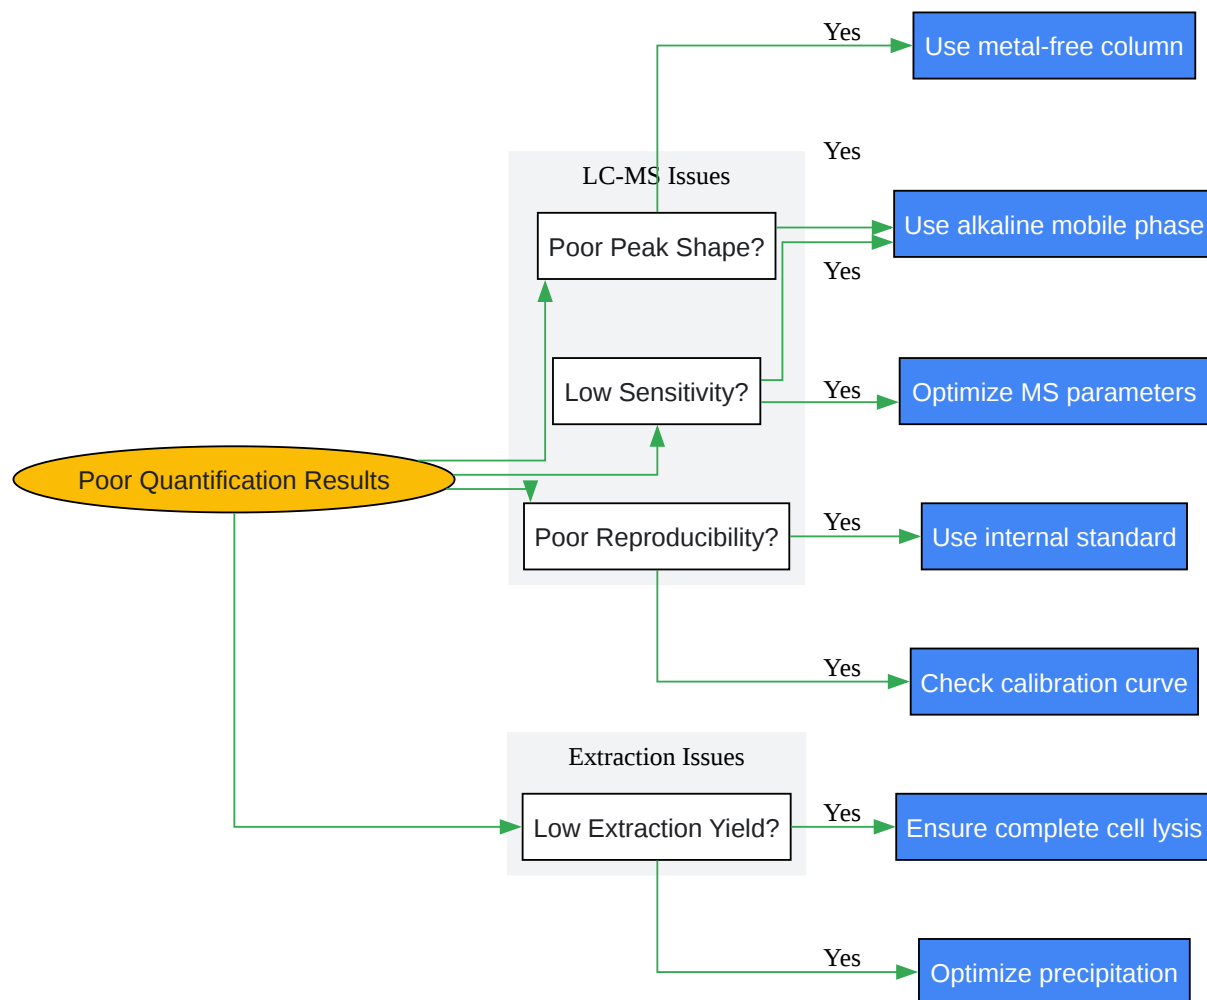 Yes
Use metal-free column
Yes
LC-MS Issues
Use alkaline mobile phase
Poor Peak Shape?
Yes
Low Sensitivity?
Yes
Optimize MS parameters
Poor Quantification Results
Yes
Poor Reproducibility?
Use internal standard
Yes
Check calibration curve
Extraction Issues
Yes
Low Extraction Yield?
Ensure complete cell lysis
Yes
Optimize precipitation